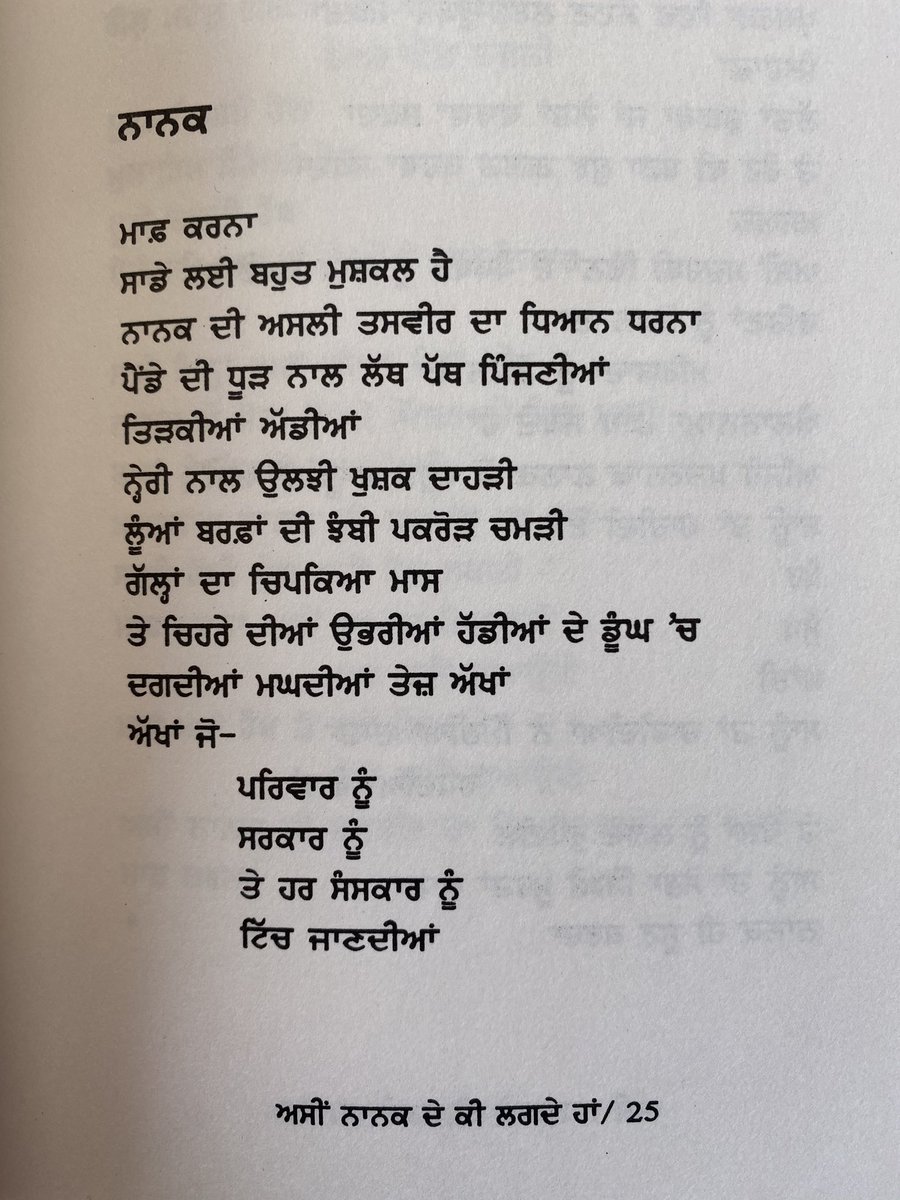 ਨਾਨਕ
ਮਾਫ਼ ਕਰਨਾ
ਸਾਡੇ ਲਈ ਬਹੁਤ ਮੁਸ਼ਕਲ ਹੈ
ਨਾਨਕ ਦੀ ਅਸਲੀ ਤਸਵੀਰ ਦਾ ਧਿਆਨ ਧਰਨਾ
ਪੈਂਡੇ ਦੀ ਧੂੜ ਨਾਲ ਲੱਥ ਪੱਥ ਪਿੰਜਣੀਆਂ
ਤਿੜਕੀਆਂ ਅੱਡੀਆਂ
ਨ੍ਹੇਰੀ ਨਾਲ ਉਲਝੀ ਖੁਸ਼ਕ ਦਾਹੜੀ
ਲੂੰਆਂ ਬਰਫ਼ਾਂ ਦੀ ਝੰਬੀ ਪਕਰੋੜ ਚਮੜੀ
ਗੱਲ੍ਹਾਂ ਦਾ ਚਿਪਕਿਆ ਮਾਸ
ਤੇ ਚਿਹਰੇ ਦੀਆਂ ਉਭਰੀਆਂ ਹੱਡੀਆਂ ਦੇ ਡੂੰਘ 'ਚ
ਦਗਦੀਆਂ ਮਘਦੀਆਂ ਤੇਜ਼ ਅੱਖਾਂ
ਅੱਖਾਂ ਜੋ-
ਪਰਿਵਾਰ ਨੂੰ
ਸਰਕਾਰ ਨੂੰ
ਤੇ ਹਰ ਸੰਸਕਾਰ ਨੂੰ
ਟਿੱਚ ਜਾਣਦੀਆਂ
ਅਸੀਂ ਨਾਨਕ ਦੇ ਕੀ ਲਗਦੇ ਹਾਂ/ 25